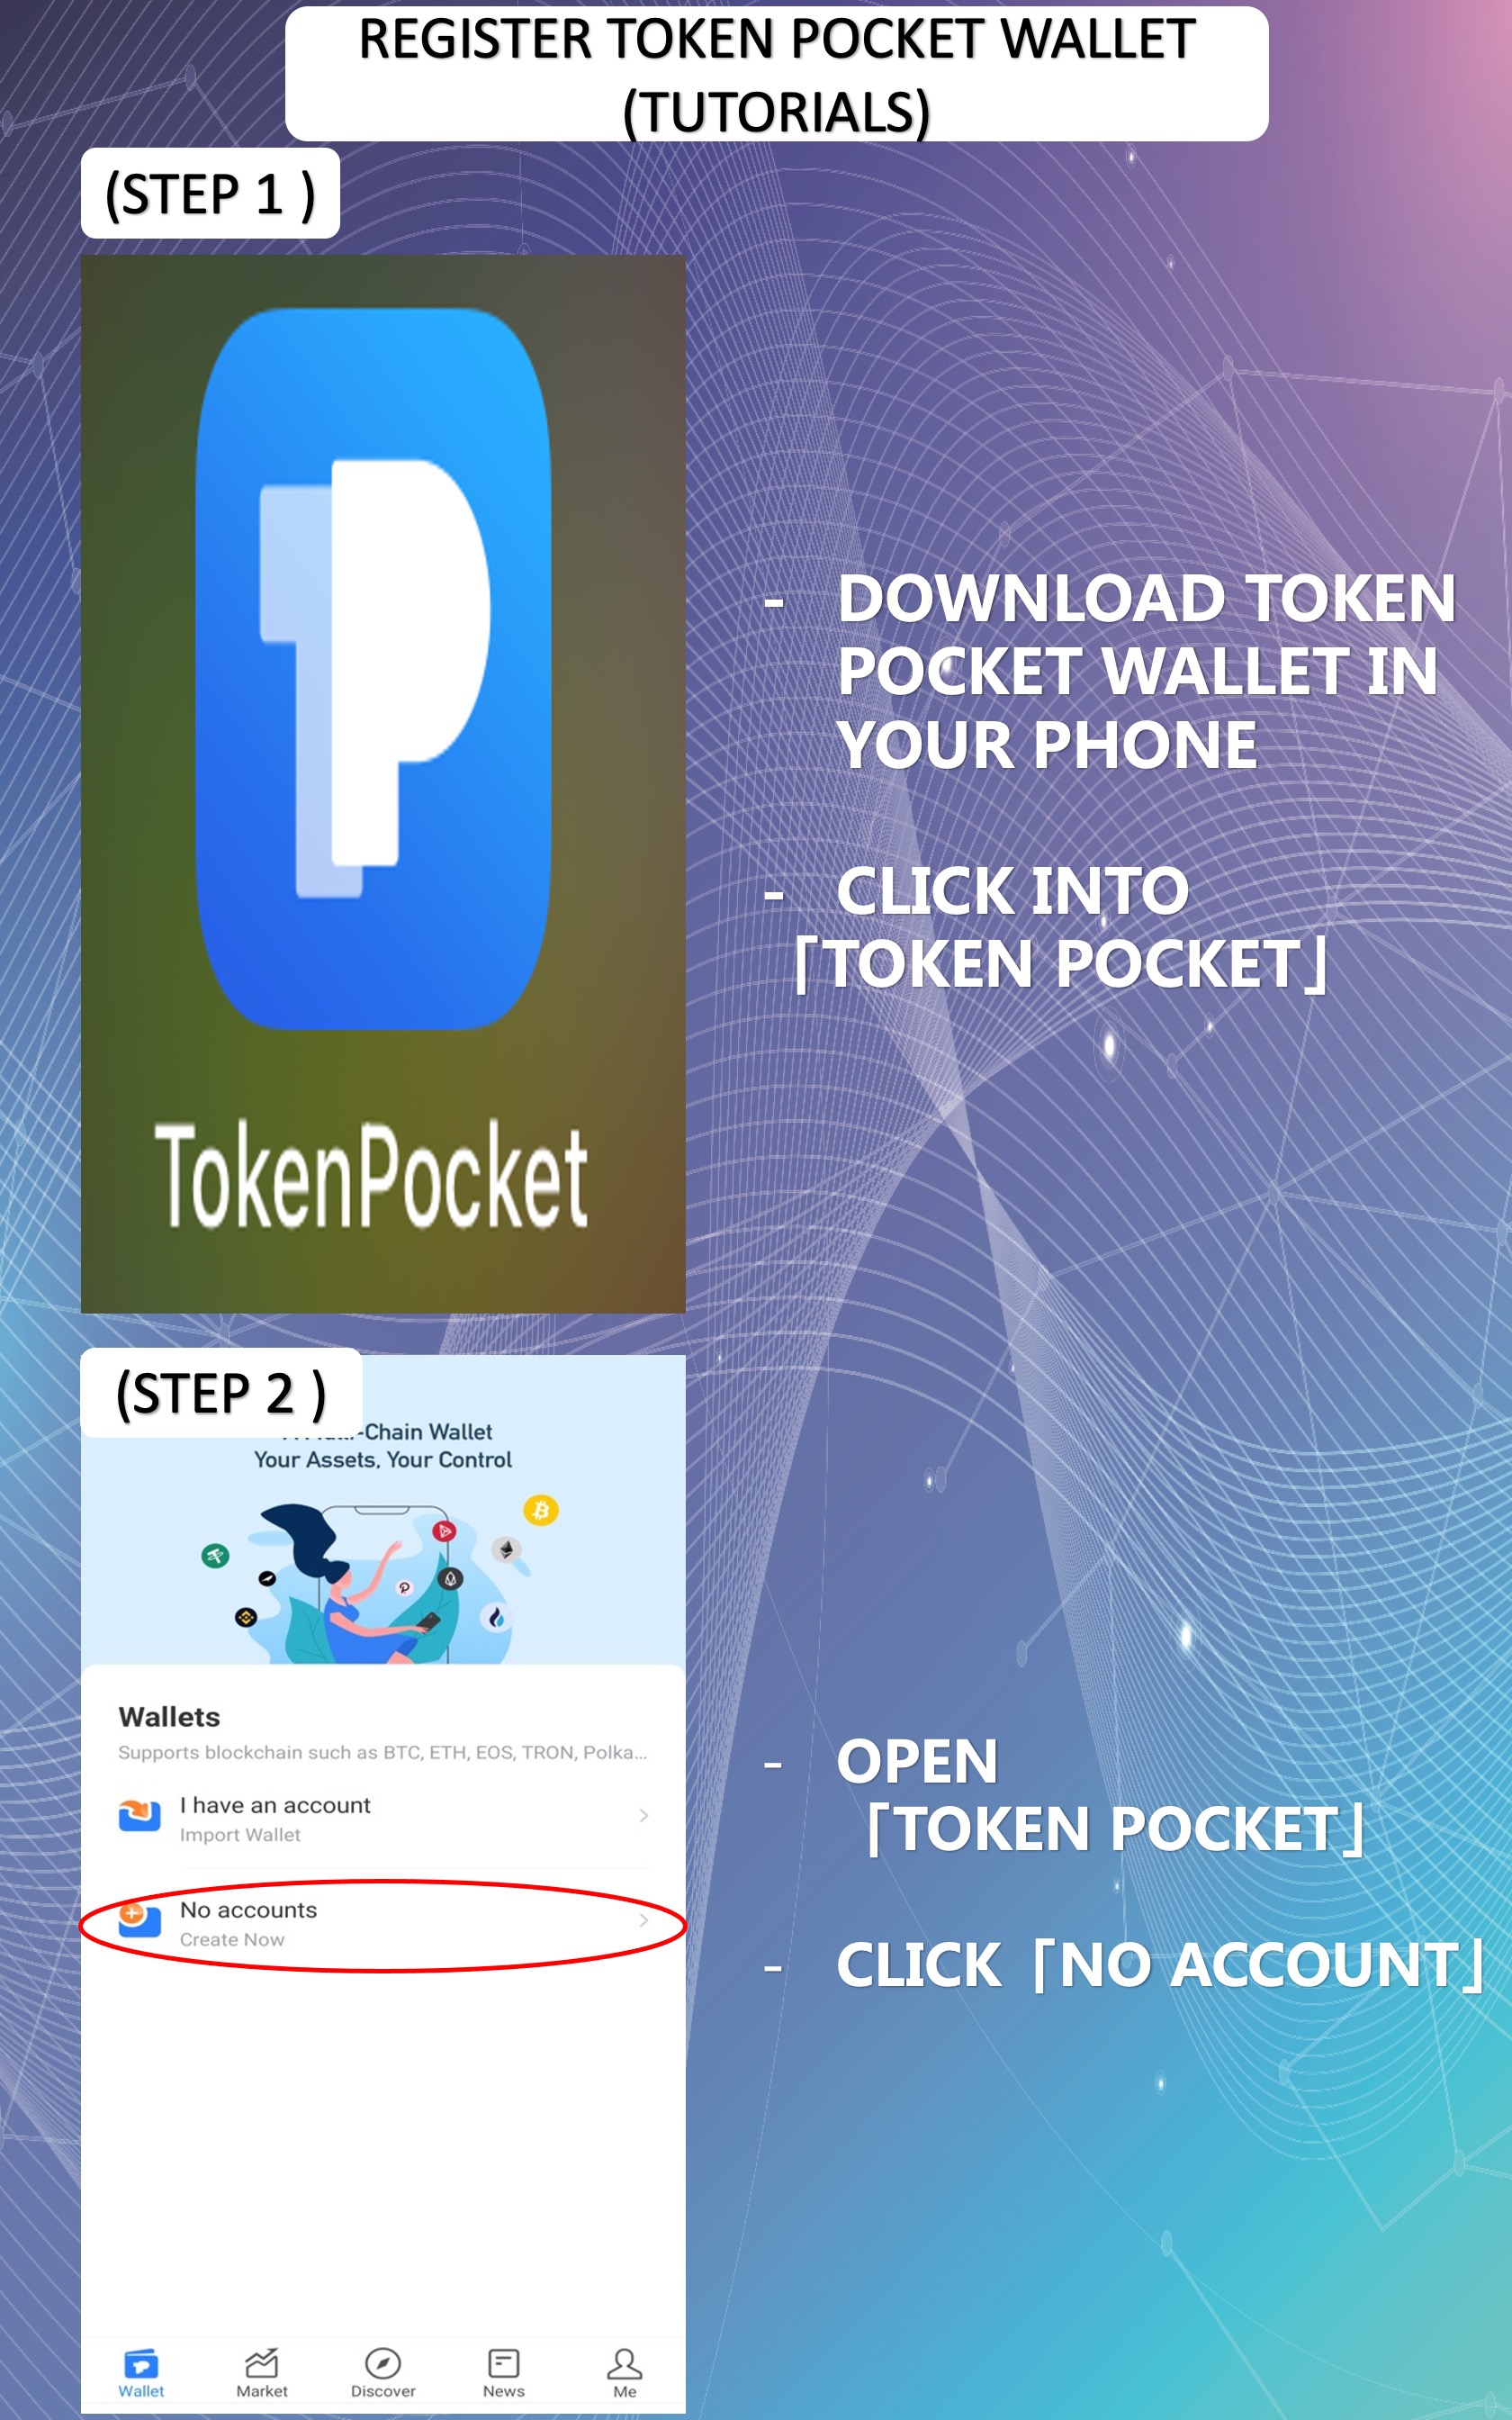 REGISTER TOKEN POCKET WALLET
(TUTORIALS)
(STEP 1 )
TokenPocket
- DOWNLOAD TOKEN
POCKET WALLET IN
YOUR PHONE
- CLICK INTO
「TOKEN POCKET」
(STEP 2 )
-Chain Wallet
Your Assets, Your Control
Wallets
Supports blockchain such as BTC, ETH, EOS, TRON, Polka...
I have an account
Import Wallet
No accounts
Create Now
- OPEN
「TOKEN POCKET」
- CLICK「NO ACCOUNT」
Wallet
Market
Discover
News
Me